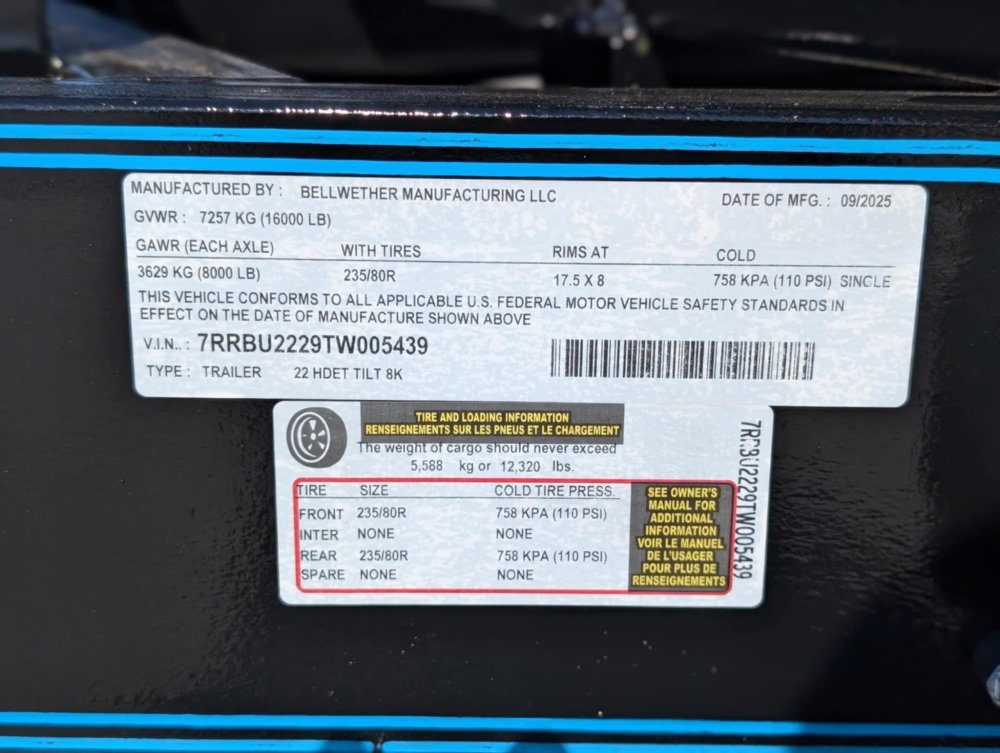 MANUFACTURED BY : BELLWETHER MANUFACTURING LLC DATE OF MFG. : 09/2025
GVWR : 7257 KG (16000 LB)
GAWR (EACH AXLE) WITH TIRES RIMS AT COLD
3629 KG (8000 LB) 235/80R 17.5 X 8 758 KPA (110 PSI) SINGLE
THIS VEHICLE CONFORMS TO ALL APPLICABLE U.S. FEDERAL MOTOR VEHICLE SAFETY STANDARDS IN
EFFECT ON THE DATE OF MANUFACTURE SHOWN ABOVE
V.I.N.. : 7RRBU2229TW005439
TYPE : TRAILER 22 HDET TILT 8K
TIRE AND LOADING INFORMATION
RENSEIGNEMENTS SUR LES PNEUS ET LE CHARGEMENT
The weight of cargo should never exceed
5,588 kg or 12,320 lbs.
TIRE SIZE COLD TIRE PRESS.
FRONT 235/80R 758 KPA (110 PSI)
INTER NONE NONE
REAR 235/80R 758 KPA (110 PSI)
SPARE NONE NONE
SEE OWNER'S
MANUAL FOR
ADDITIONAL
INFORMATION
VOIR LE MANUEL
DE L'USAGER
POUR PLUS DE
RENSEIGNEMENTS
7RRBU2229TW005439